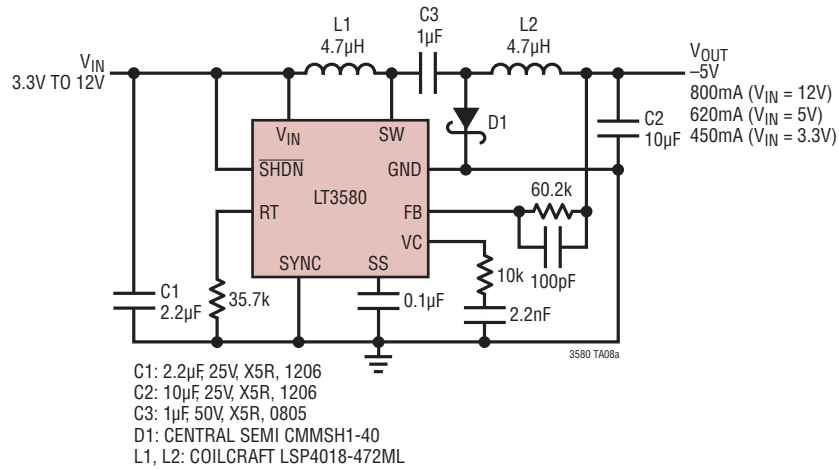 L1
4.7µH
C3
1µF
L2
4.7µH
VIN
3.3V TO 12V
VOUT
–5V
800mA (VIN = 12V)
620mA (VIN = 5V)
450mA (VIN = 3.3V)
D1
C2
10µF
VIN
SW
SHDN
GND
LT3580
RT
FB
60.2k
100pF
VC
SYNC
SS
10k
2.2nF
C1
2.2µF
35.7k
0.1µF
3580 TA08a
C1: 2.2µF, 25V, X5R, 1206
C2: 10µF, 25V, X5R, 1206
C3: 1µF, 50V, X5R, 0805
D1: CENTRAL SEMI CMMSH1-40
L1, L2: COILCRAFT LSP4018-472ML